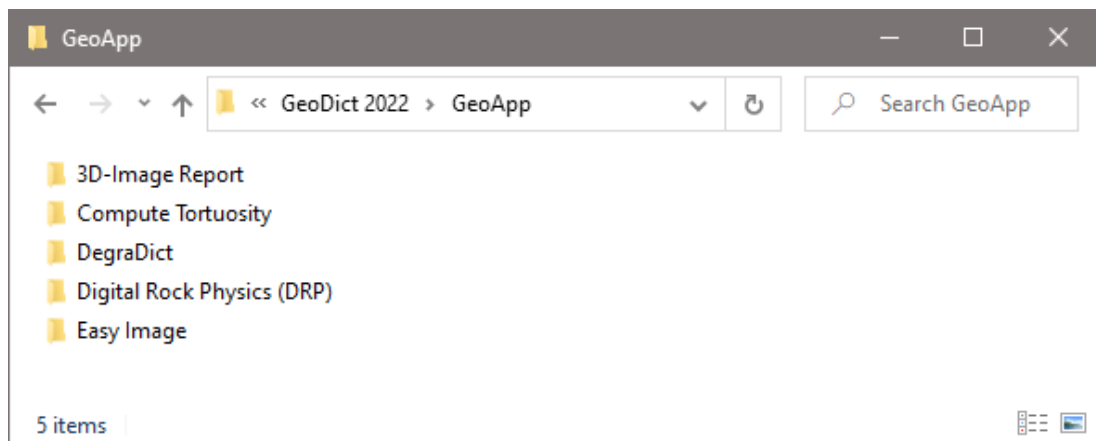 GeoApp
« GeoDict 2022 › GeoApp
Search GeoApp
3D-Image Report
Compute Tortuosity
DegraDict
Digital Rock Physics (DRP)
Easy Image
5 items